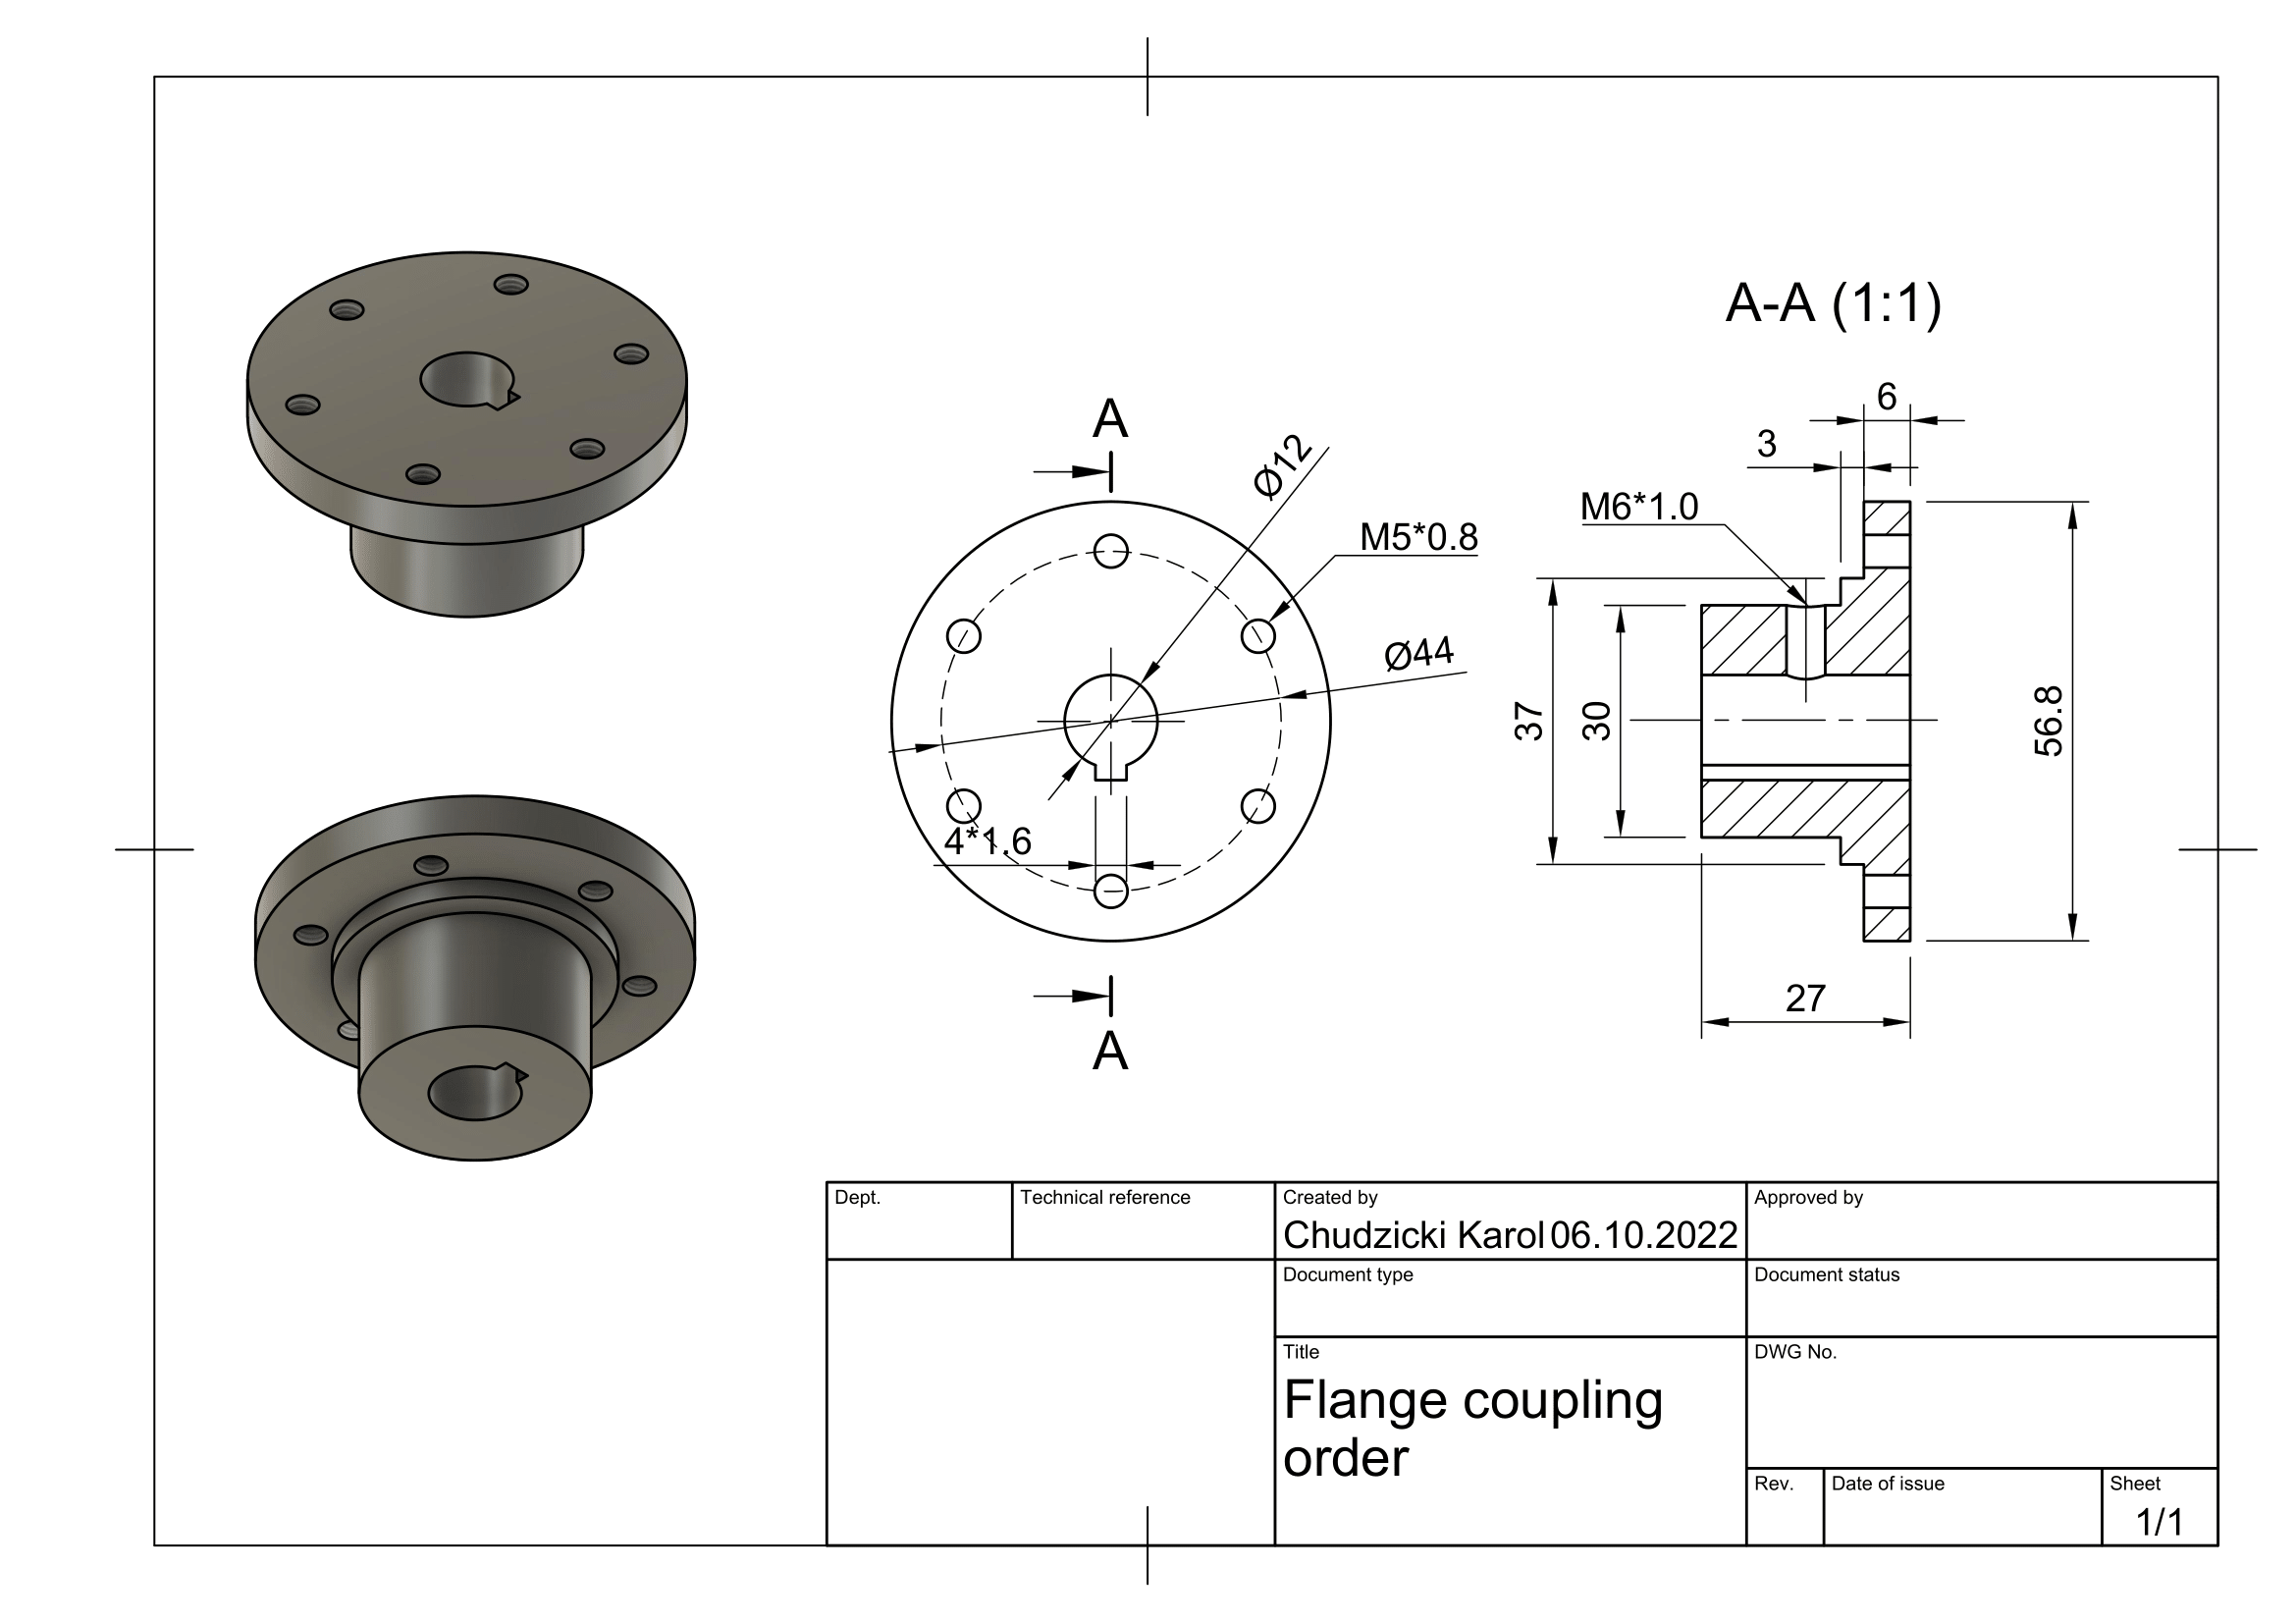 A-A (1:1)
6
3
A
Ø12
M6*1.0
M5*0.8
Ø44
37
30
56.8
4*1.6
27
A
Dept.
Technical reference
Created by
Chudzicki Karol 06.10.2022
Approved by
Document type
Document status
Title
Flange coupling
order
DWG No.
Rev.
Date of issue
Sheet
1/1